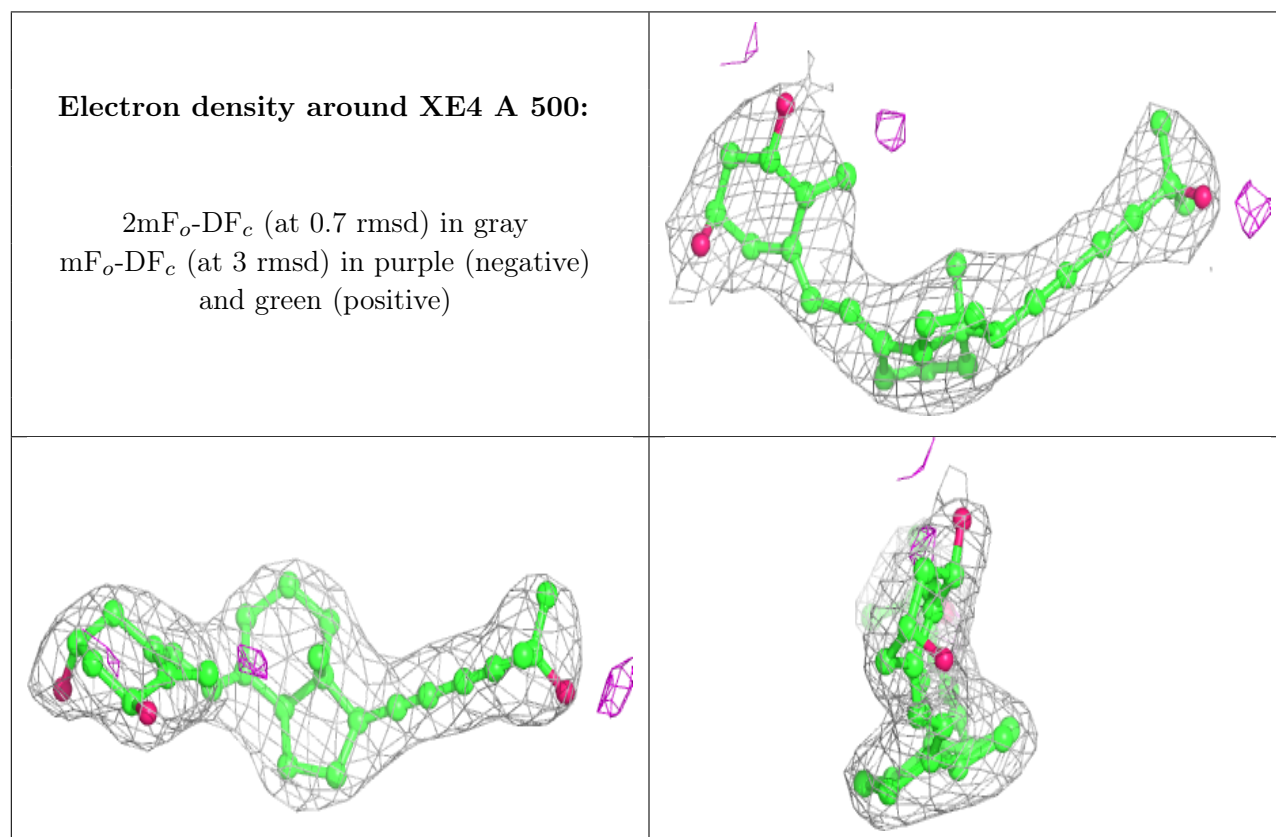 Electron density around XE4 A 500:
2mFo-DFc (at 0.7 rmsd) in gray
mFo-DFc (at 3 rmsd) in purple (negative)
and green (positive)